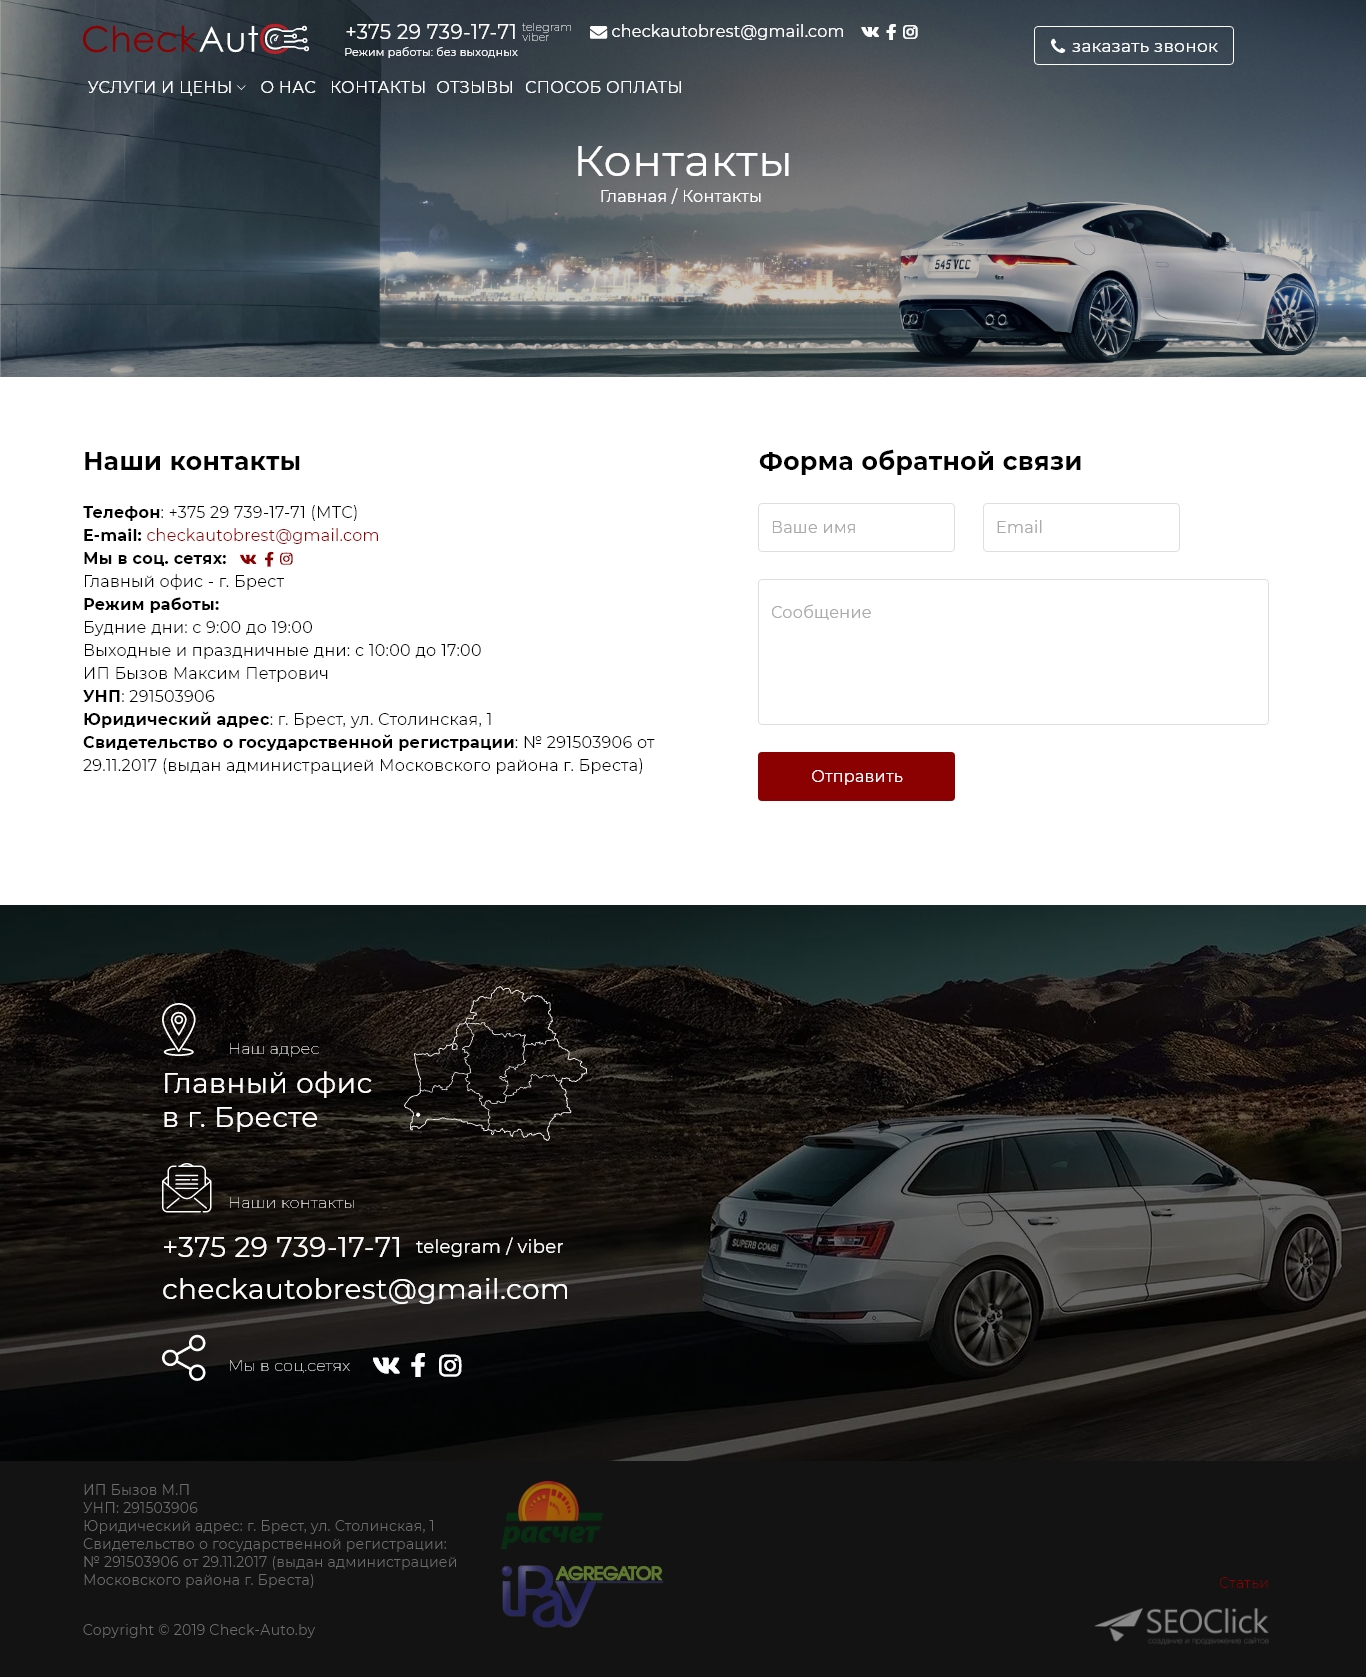 CheckAuto
+375 29 739-17-71 telegram
viber
Режим работы: без выходных
checkautobrest@gmail.com
заказать звонок
УСЛУГИ И ЦЕНЫ О НАС КОНТАКТЫ ОТЗЫВЫ СПОСОБ ОПЛАТЫ
Контакты
Главная / Контакты
545 VCC
Наши контакты
Телефон: +375 29 739-17-71 (МТС)
E-mail: checkautobrest@gmail.com
Мы в соц. сетях:
Главный офис - г. Брест
Режим работы:
Будние дни: с 9:00 до 19:00
Выходные и праздничные дни: с 10:00 до 17:00
ИП Бызов Максим Петрович
УНП: 291503906
Юридический адрес: г. Брест, ул. Столинская, 1
Свидетельство о государственной регистрации: № 291503906 от
29.11.2017 (выдан администрацией Московского района г. Бреста)
Форма обратной связи
Ваше имя
Email
Сообщение
Отправить
Наш адрес
Главный офис
в г. Бресте
Наши контакты
+375 29 739-17-71 telegram / viber
checkautobrest@gmail.com
Мы в соц.сетях
SUPERB COMBI
ИП Бызов М.П
УНП: 291503906
Юридический адрес: г. Брест, ул. Столинская, 1
Свидетельство о государственной регистрации:
№ 291503906 от 29.11.2017 (выдан администрацией
Московского района г. Бреста)
Copyright © 2019 Check-Auto.by
расчет
iPay AGREGATOR
Статьи
SEOClick
создание и продвижение сайтов